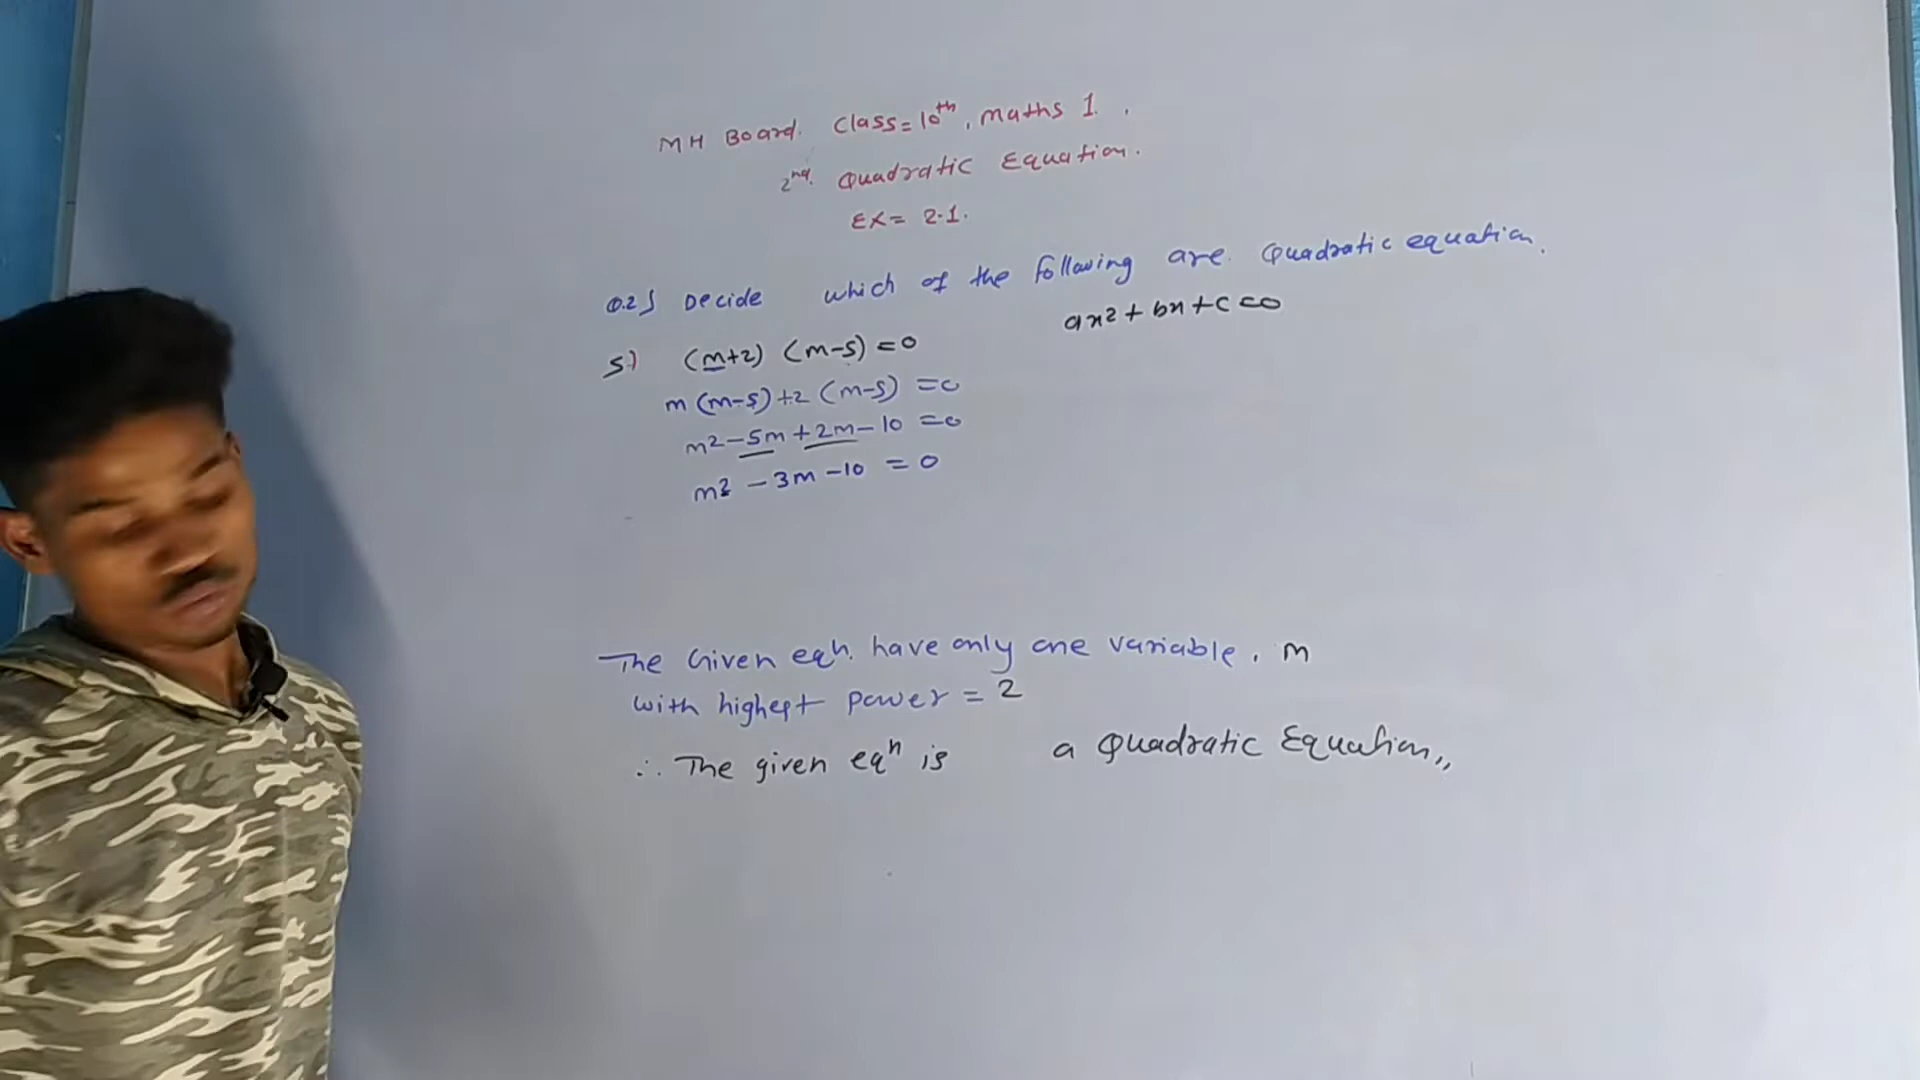 MH Board. Class=10th, Maths 1.
2nd. Quadratic Equation.
EX= 2.1.
Q.2] Decide which of the following are Quadratic equation.
ax2 + bx + c = 0
5) (m+2) (m-5) = 0
m (m-5) +2 (m-5) = 0
m2 - 5m + 2m - 10 = 0
m2 - 3m - 10 = 0
The Given eqn. have only one variable, m
with highest power = 2
∴ The given eqn is a Quadratic Equation,,